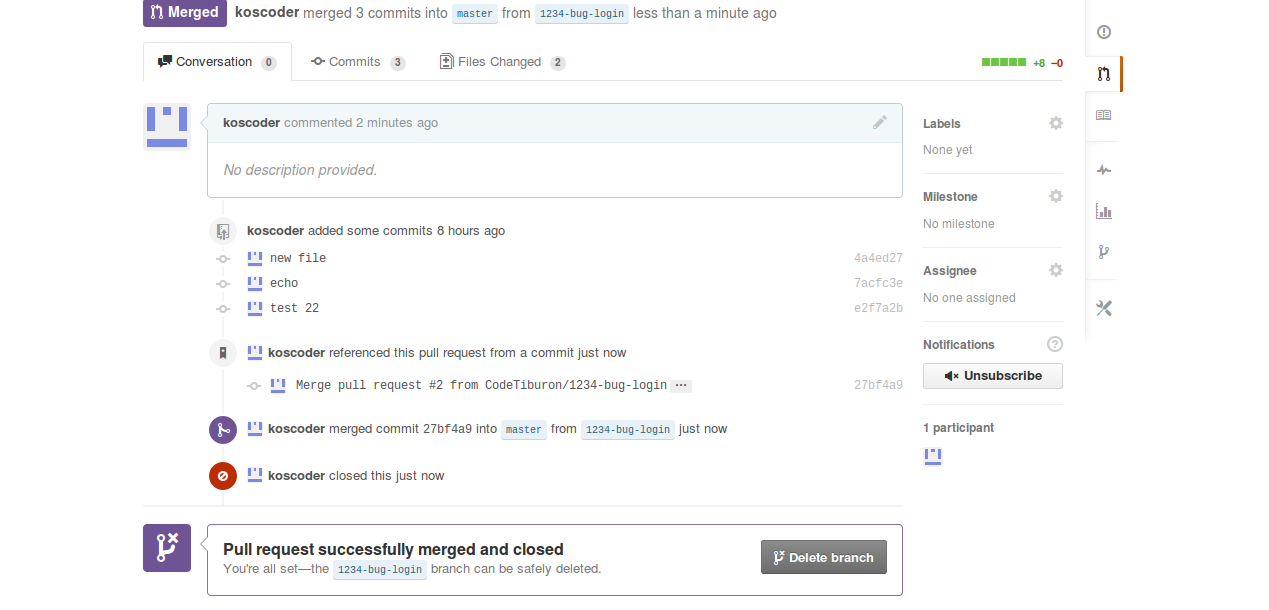 Merged koscoder merged 3 commits into master from 1234-bug-login less than a minute ago
Conversation 0 Commits 3 Files Changed 2 +8 −0
koscoder commented 2 minutes ago
No description provided.
koscoder added some commits 8 hours ago
new file 4a4ed27
echo 7acfc3e
test 22 e2f7a2b
koscoder referenced this pull request from a commit just now
Merge pull request #2 from CodeTiburon/1234-bug-login ··· 27bf4a9
koscoder merged commit 27bf4a9 into master from 1234-bug-login just now
koscoder closed this just now
Pull request successfully merged and closed
You're all set—the 1234-bug-login branch can be safely deleted.
Delete branch
Labels
None yet
Milestone
No milestone
Assignee
No one assigned
Notifications
Unsubscribe
1 participant